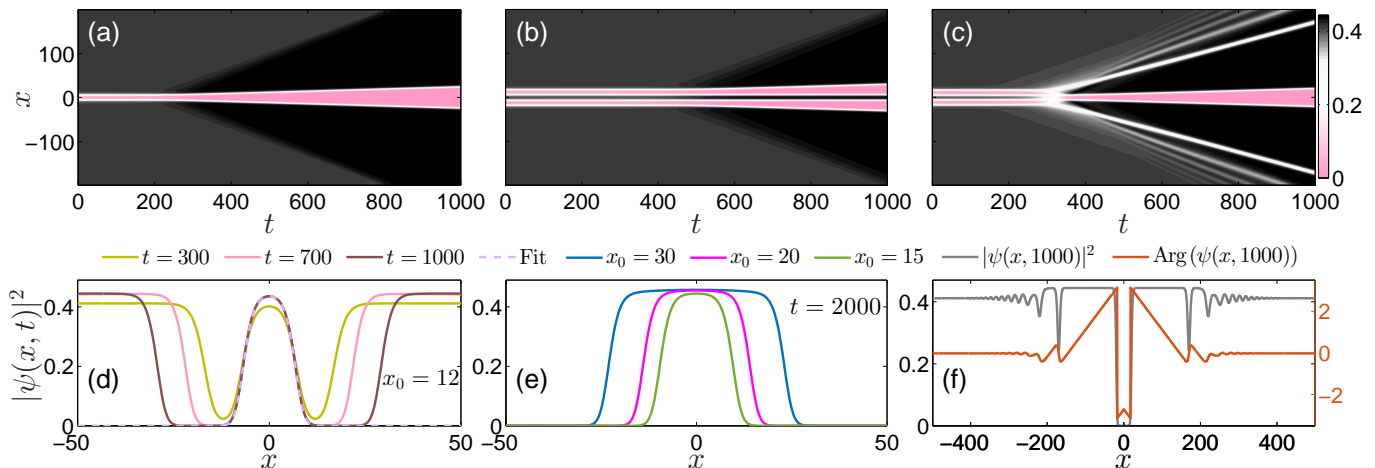 (a) (b) (c)
100
0
−100
x
0 200 400 600 800 1000
t
0 200 400 600 800 1000
t
0 200 400 600 800 1000
t
0.4
0.2
0
t = 300 t = 700 t = 1000 Fit x₀ = 30 x₀ = 20 x₀ = 15 |ψ(x, 1000)|² Arg(ψ(x, 1000))
|ψ(x, t)|²
0.4
0.2
0
(d) x₀ = 12
−50 0 50
x
0.4
0.2
0
(e) t = 2000
−50 0 50
x
0.4
0.2
0
(f)
2
0
−2
−400 −200 0 200 400
x